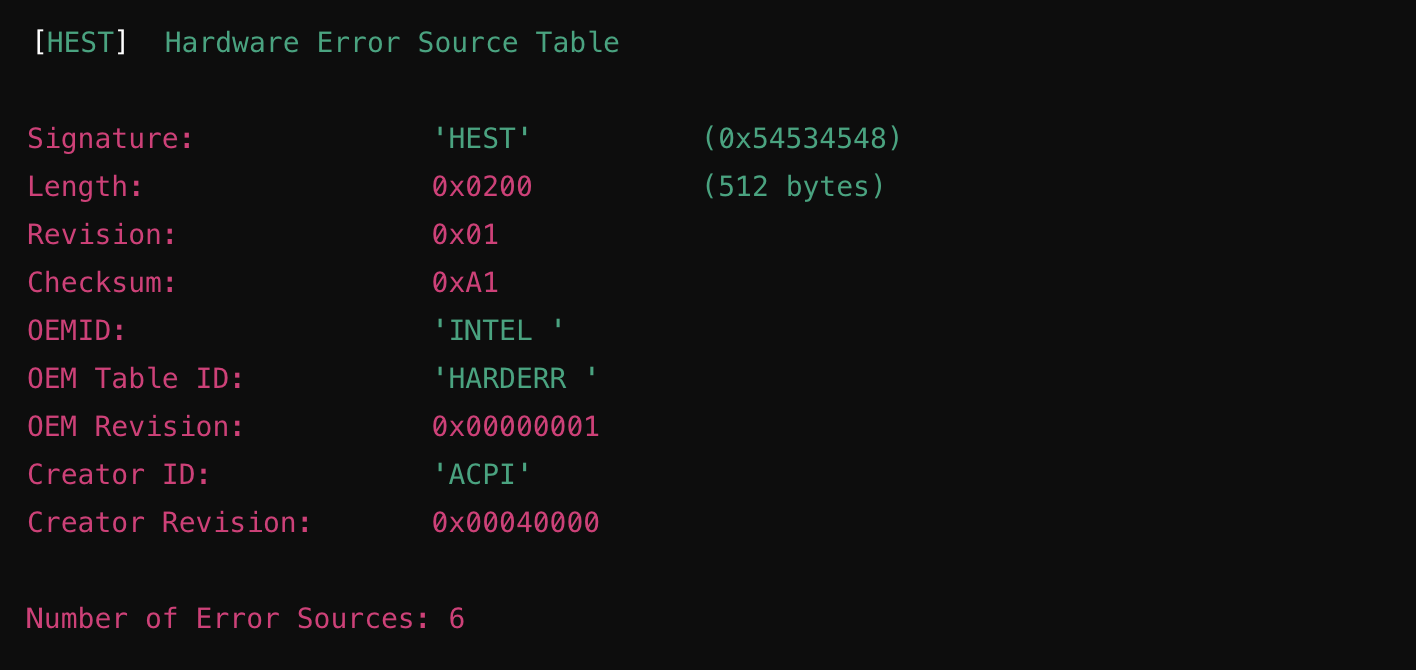 [HEST]  Hardware Error Source Table
Signature:               'HEST'          (0x54534548)
Length:                  0x0200          (512 bytes)
Revision:                0x01
Checksum:                0xA1
OEMID:                   'INTEL '
OEM Table ID:            'HARDERR '
OEM Revision:            0x00000001
Creator ID:              'ACPI'
Creator Revision:        0x00040000
Number of Error Sources: 6